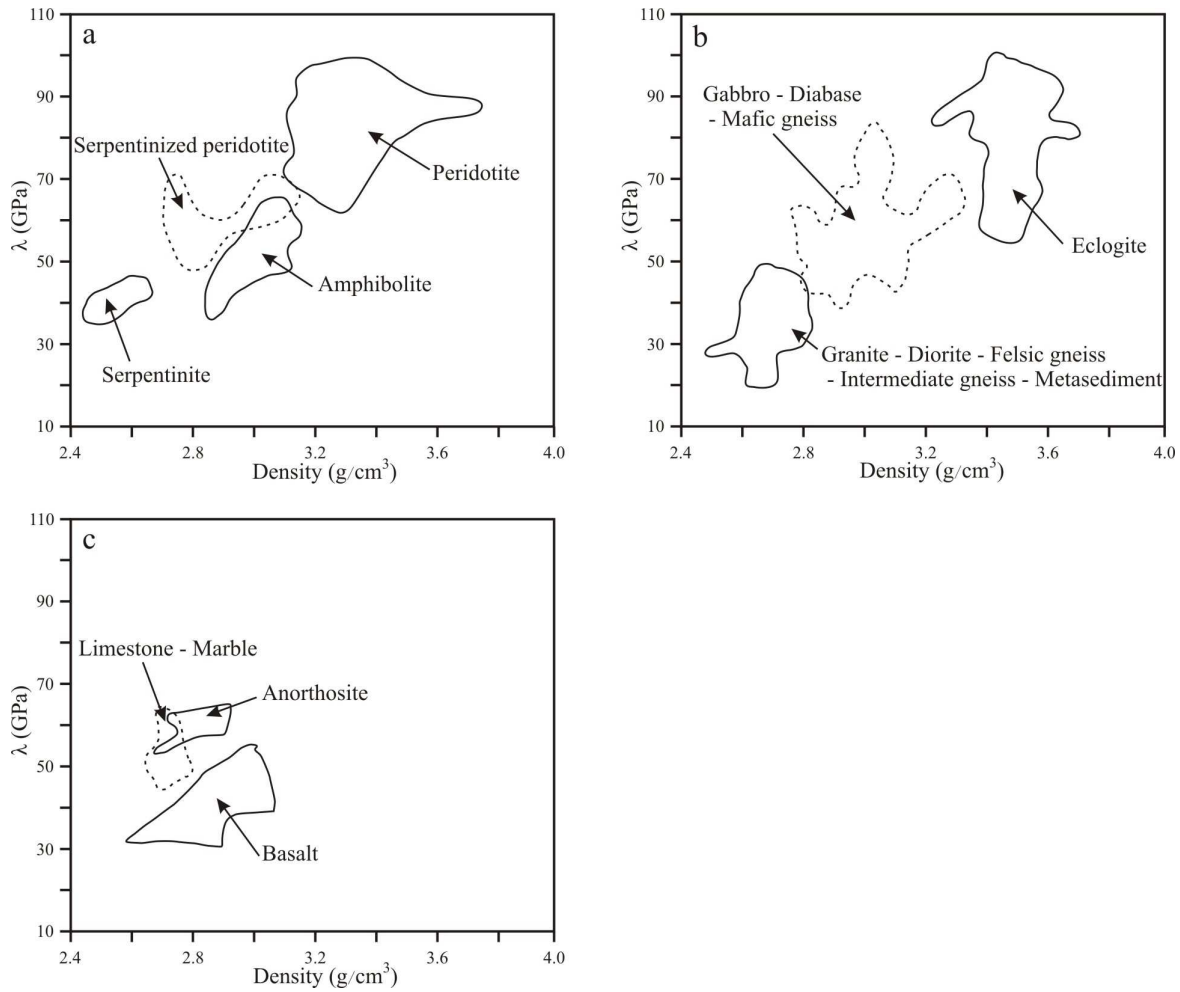 a
110
90
70
50
30
10
λ (GPa)
Serpentinized peridotite
Peridotite
Amphibolite
Serpentinite
2.4
2.8
3.2
3.6
4.0
Density (g/cm³)
b
110
90
70
50
30
10
λ (GPa)
Gabbro - Diabase
- Mafic gneiss
Eclogite
Granite - Diorite - Felsic gneiss
- Intermediate gneiss - Metasediment
2.4
2.8
3.2
3.6
4.0
Density (g/cm³)
c
110
90
70
50
30
10
λ (GPa)
Limestone - Marble
Anorthosite
Basalt
2.4
2.8
3.2
3.6
4.0
Density (g/cm³)